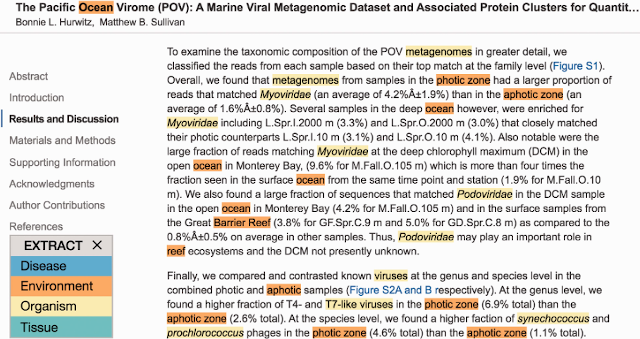 The Pacific Ocean Virome (POV): A Marine Viral Metagenomic Dataset and Associated Protein Clusters for Quantit...
Bonnie L. Hurwitz, Matthew B. Sullivan
Abstract
Introduction
Results and Discussion
Materials and Methods
Supporting Information
Acknowledgments
Author Contributions
References
EXTRACT ×
Disease
Environment
Organism
Tissue
To examine the taxonomic composition of the POV metagenomes in greater detail, we
classified the reads from each sample based on their top match at the family level (Figure S1).
Overall, we found that metagenomes from samples in the photic zone had a larger proportion of
reads that matched Myoviridae (an average of 4.2%Â±1.9%) than in the aphotic zone (an
average of 1.6%Â±0.8%). Several samples in the deep ocean however, were enriched for
Myoviridae including L.Spr.I.2000 m (3.3%) and L.Spr.O.2000 m (3.0%) that closely matched
their photic counterparts L.Spr.I.10 m (3.1%) and L.Spr.O.10 m (4.1%). Also notable were the
large fraction of reads matching Myoviridae at the deep chlorophyll maximum (DCM) in the
open ocean in Monterey Bay, (9.6% for M.Fall.O.105 m) which is more than four times the
fraction seen in the surface ocean from the same time point and station (1.9% for M.Fall.O.10
m). We also found a large fraction of sequences that matched Podoviridae in the DCM sample
in the open ocean in Monterey Bay (4.2% for M.Fall.O.105 m) and in the surface samples from
the Great Barrier Reef (3.8% for GF.Spr.C.9 m and 5.0% for GD.Spr.C.8 m) as compared to the
0.8%Â±0.5% on average in other samples. Thus, Podoviridae may play an important role in
reef ecosystems and the DCM not presently unknown.
Finally, we compared and contrasted known viruses at the genus and species level in the
combined photic and aphotic samples (Figure S2A and B respectively). At the genus level, we
found a higher fraction of T4- and T7-like viruses in the photic zone (6.9% total) than the
aphotic zone (2.6% total). At the species level, we found a higher faction of synechococcus and
prochlorococcus phages in the photic zone (4.6% total) than the aphotic zone (1.1% total).